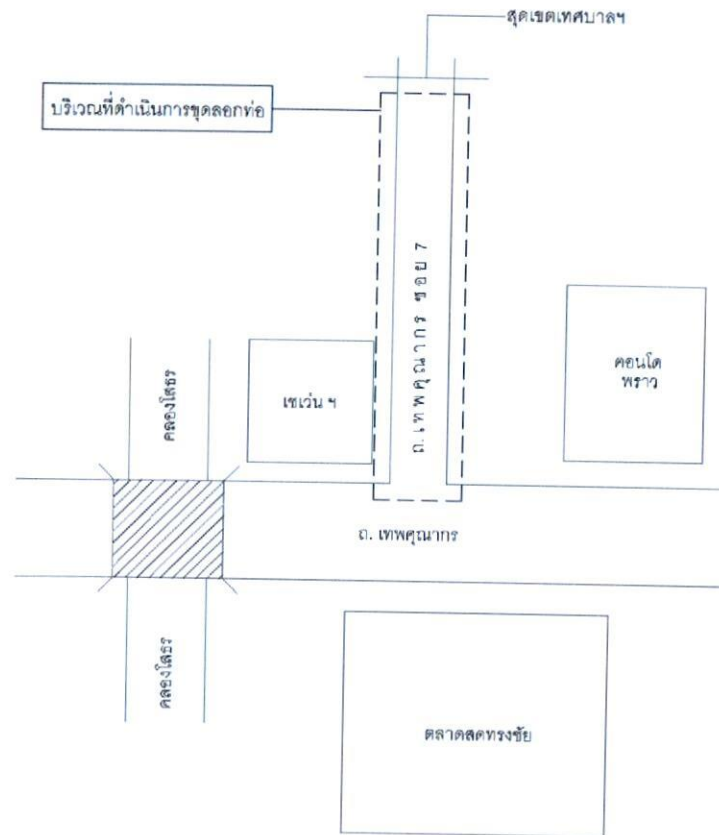 สุดเขตเทศบาลฯ
บริเวณที่ดำเนินการขุดลอกท่อ
ถ.เทพคุณากร ซอย 7
คอนโด
พราว
เซเว่น ฯ
คลองโสธร
ถ. เทพคุณากร
คลองโสธร
ตลาดสดทรงชัย